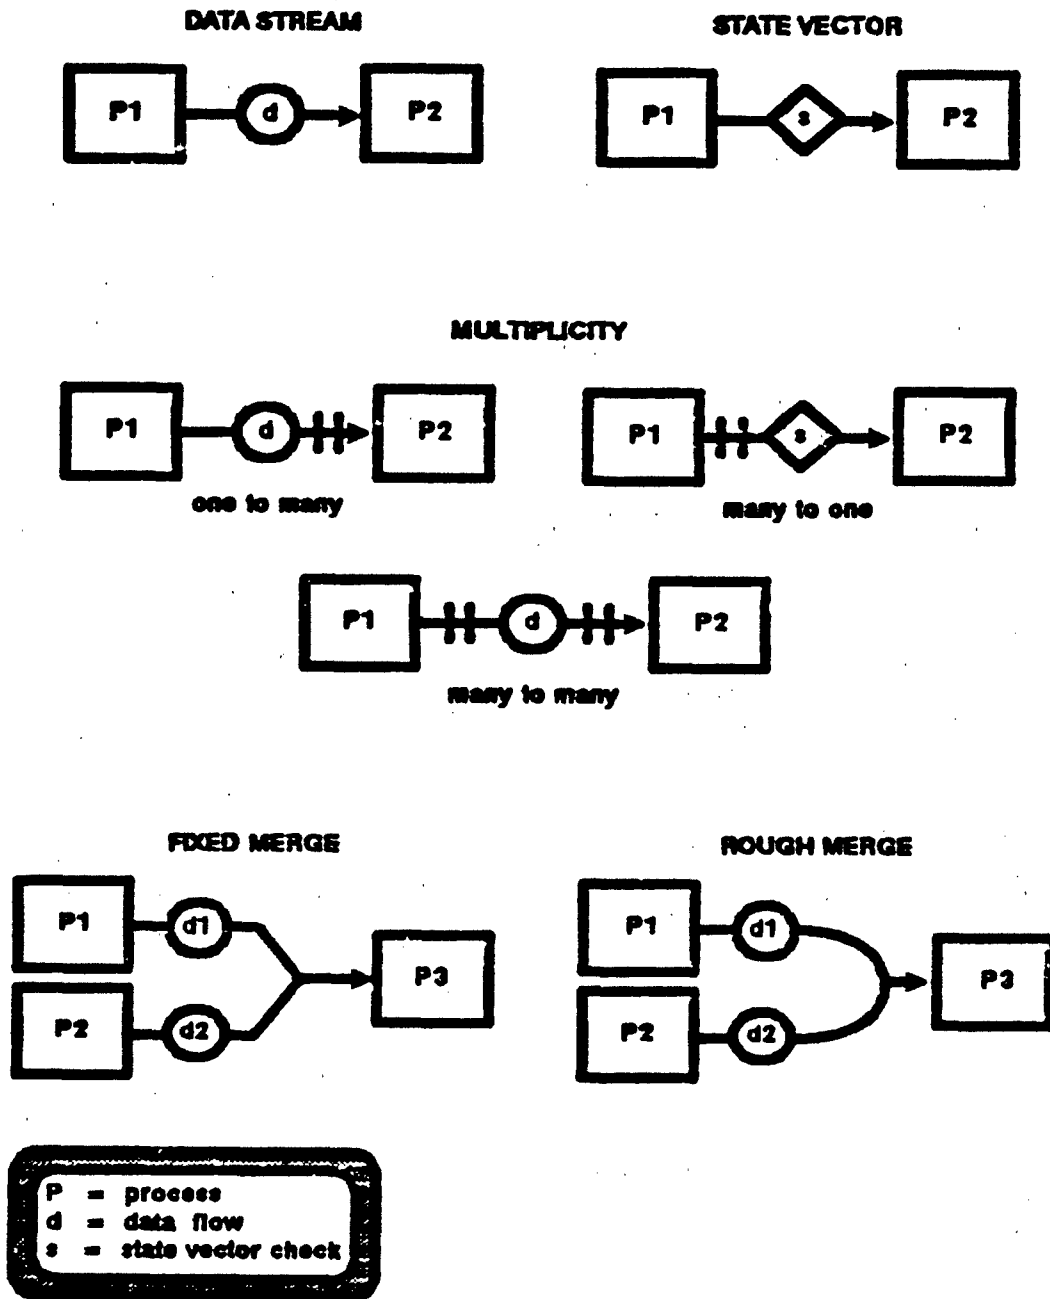 DATA STREAM
STATE VECTOR
P1 d P2
P1 s P2
MULTIPLICITY
P1 d P2
one to many
P1 s P2
many to one
P1 d P2
many to many
FIXED MERGE
P1 d1
P3
P2 d2
ROUGH MERGE
P1 d1
P3
P2 d2
P = process
d = data flow
s = state vector check